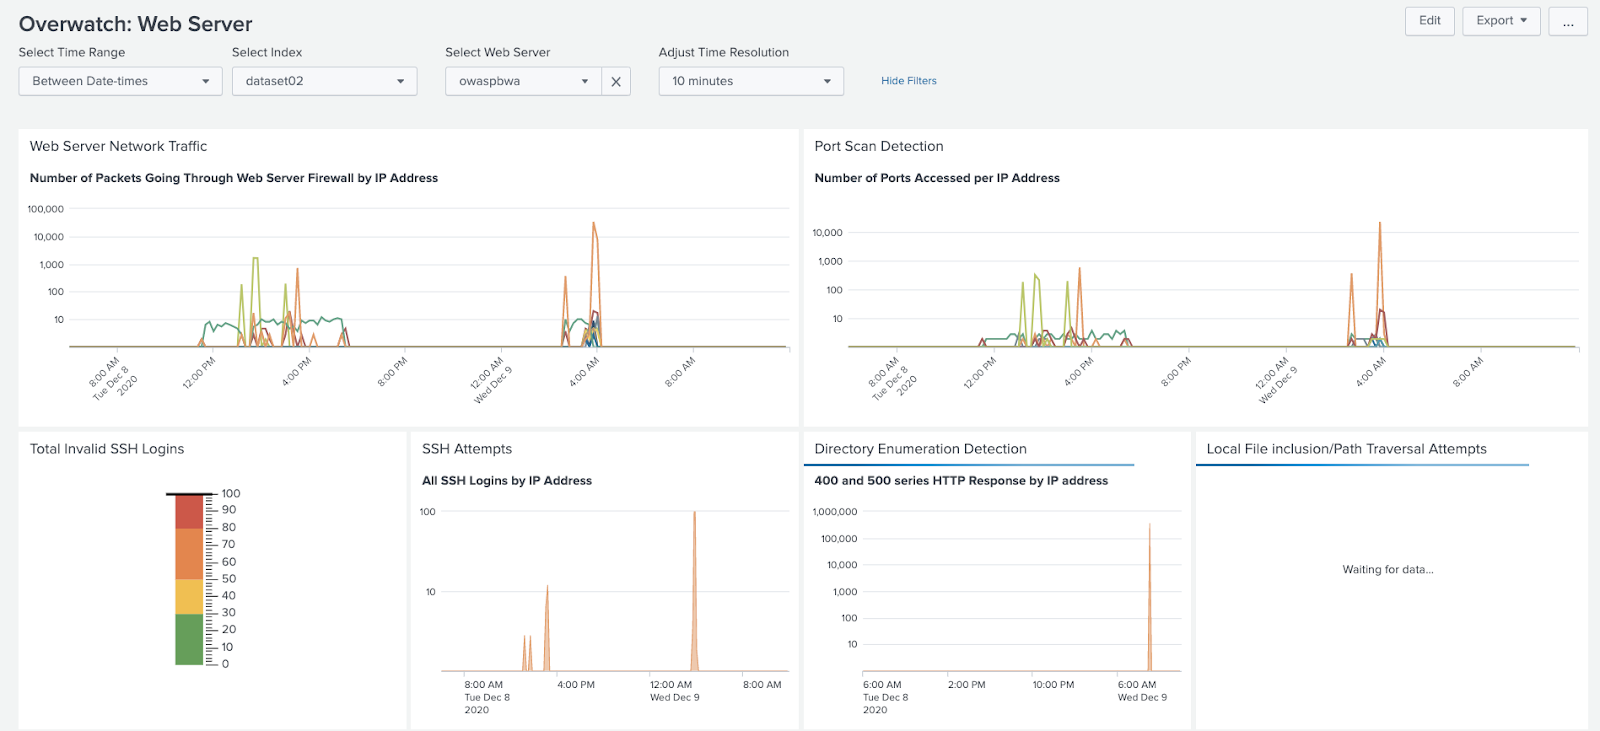 Overwatch: Web Server
Edit
Export
...
Select Time Range
Select Index
Select Web Server
Adjust Time Resolution
Between Date-times
dataset02
owaspbwa
10 minutes
Hide Filters
Web Server Network Traffic
Number of Packets Going Through Web Server Firewall by IP Address
100,000
10,000
1,000
100
10
8:00 AM
Tue Dec 8
2020
12:00 PM
4:00 PM
8:00 PM
12:00 AM
Wed Dec 9
4:00 AM
8:00 AM
Port Scan Detection
Number of Ports Accessed per IP Address
10,000
1,000
100
10
8:00 AM
Tue Dec 8
2020
12:00 PM
4:00 PM
8:00 PM
12:00 AM
Wed Dec 9
4:00 AM
8:00 AM
Total Invalid SSH Logins
100
90
80
70
60
50
40
30
20
10
0
SSH Attempts
All SSH Logins by IP Address
100
10
8:00 AM
Tue Dec 8
2020
4:00 PM
12:00 AM
Wed Dec 9
8:00 AM
Directory Enumeration Detection
400 and 500 series HTTP Response by IP address
1,000,000
100,000
10,000
1,000
100
10
6:00 AM
Tue Dec 8
2020
2:00 PM
10:00 PM
6:00 AM
Wed Dec 9
Local File inclusion/Path Traversal Attempts
Waiting for data...